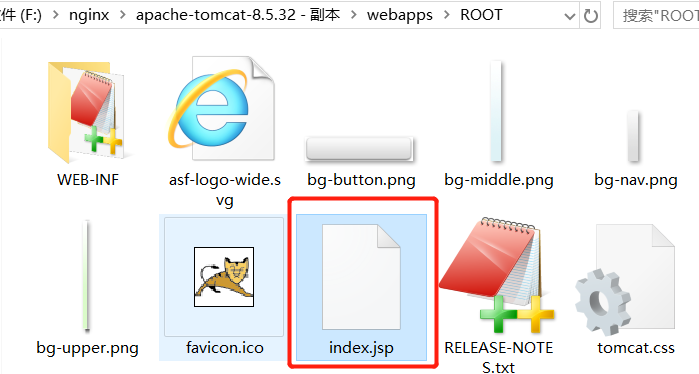 件 (F:) > nginx > apache-tomcat-8.5.32 - 副本 > webapps > ROOT 搜索"ROOT
WEB-INF asf-logo-wide.s
vg bg-button.png bg-middle.png bg-nav.png
bg-upper.png favicon.ico index.jsp RELEASE-NOTE
S.txt tomcat.css